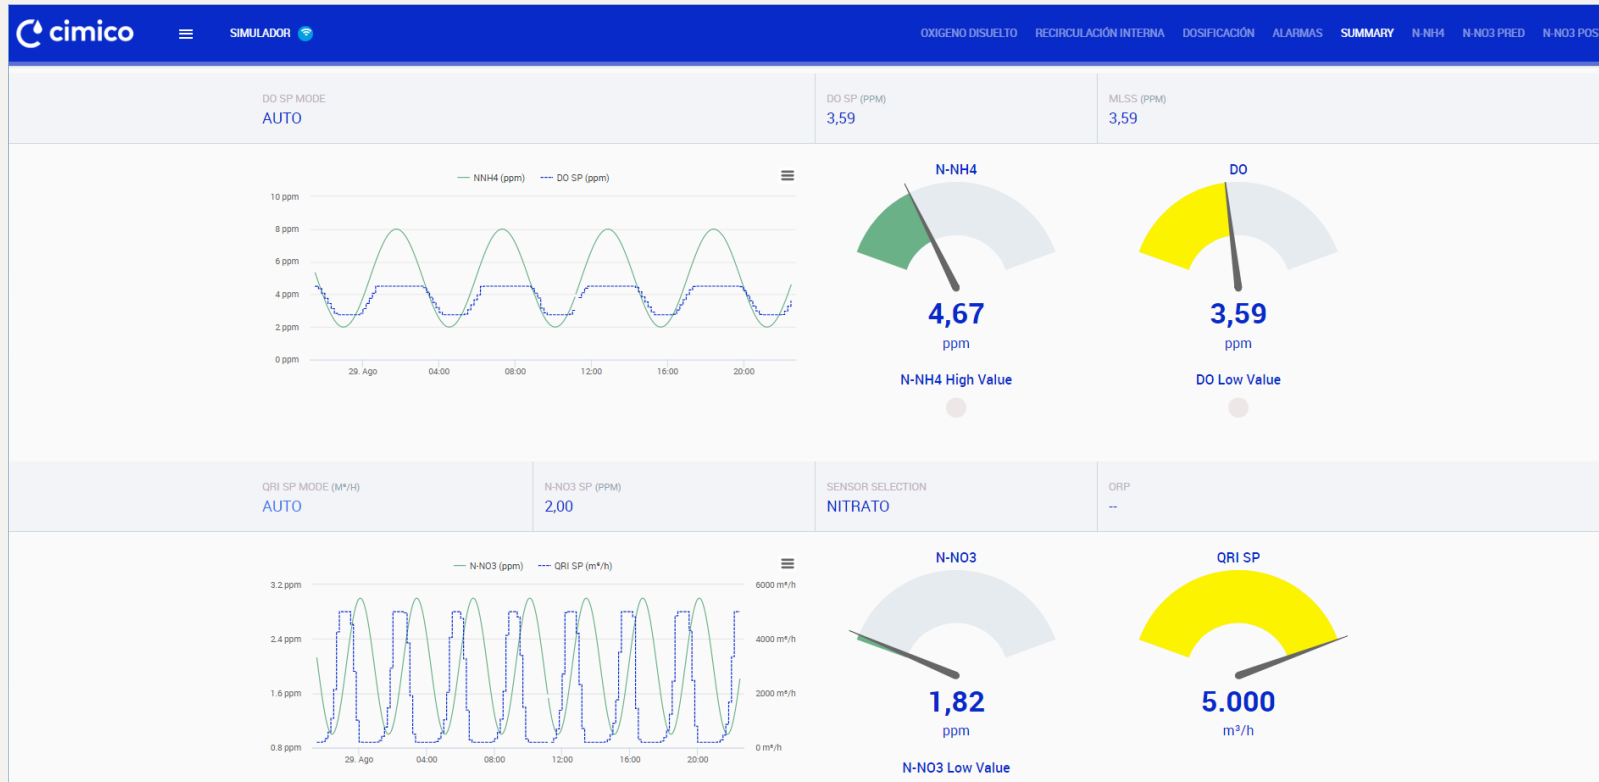 cimico
SIMULADOR
OXIGENO DISUELTO RECIRCULACIÓN INTERNA DOSIFICACIÓN ALARMAS SUMMARY N-NH4 N-NO3 PRED N-NO3 POS
DO SP MODE
AUTO
DO SP (PPM)
3,59
MLSS (PPM)
3,59
NNH4 (ppm) DO SP (ppm)
10 ppm
8 ppm
6 ppm
4 ppm
2 ppm
0 ppm
29. Ago 04:00 08:00 12:00 16:00 20:00
N-NH4
4,67
ppm
N-NH4 High Value
DO
3,59
ppm
DO Low Value
QRI SP MODE (M³/H)
AUTO
N-NO3 SP (PPM)
2,00
SENSOR SELECTION
NITRATO
ORP
--
N-NO3 (ppm) QRI SP (m³/h)
3.2 ppm
2.4 ppm
1.6 ppm
0.8 ppm
6000 m³/h
4000 m³/h
2000 m³/h
0 m³/h
29. Ago 04:00 08:00 12:00 16:00 20:00
N-NO3
1,82
ppm
N-NO3 Low Value
QRI SP
5.000
m³/h